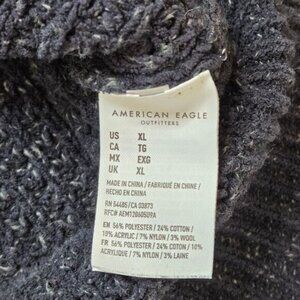 AMERICAN EAGLE
OUTFITTERS
US XL
CA TG
MX EXG
UK XL
MADE IN CHINA / FABRIQUÉ EN CHINE /
HECHO EN CHINA
RN 54485/CA 03873
RFC# AEM1206050J9A
EN 56% POLYESTER / 24% COTTON /
10% ACRYLIC / 7% NYLON / 3% WOOL
FR 56% POLYESTER / 24% COTON / 10%
ACRYLIQUE / 7% NYLON / 3% LAINE